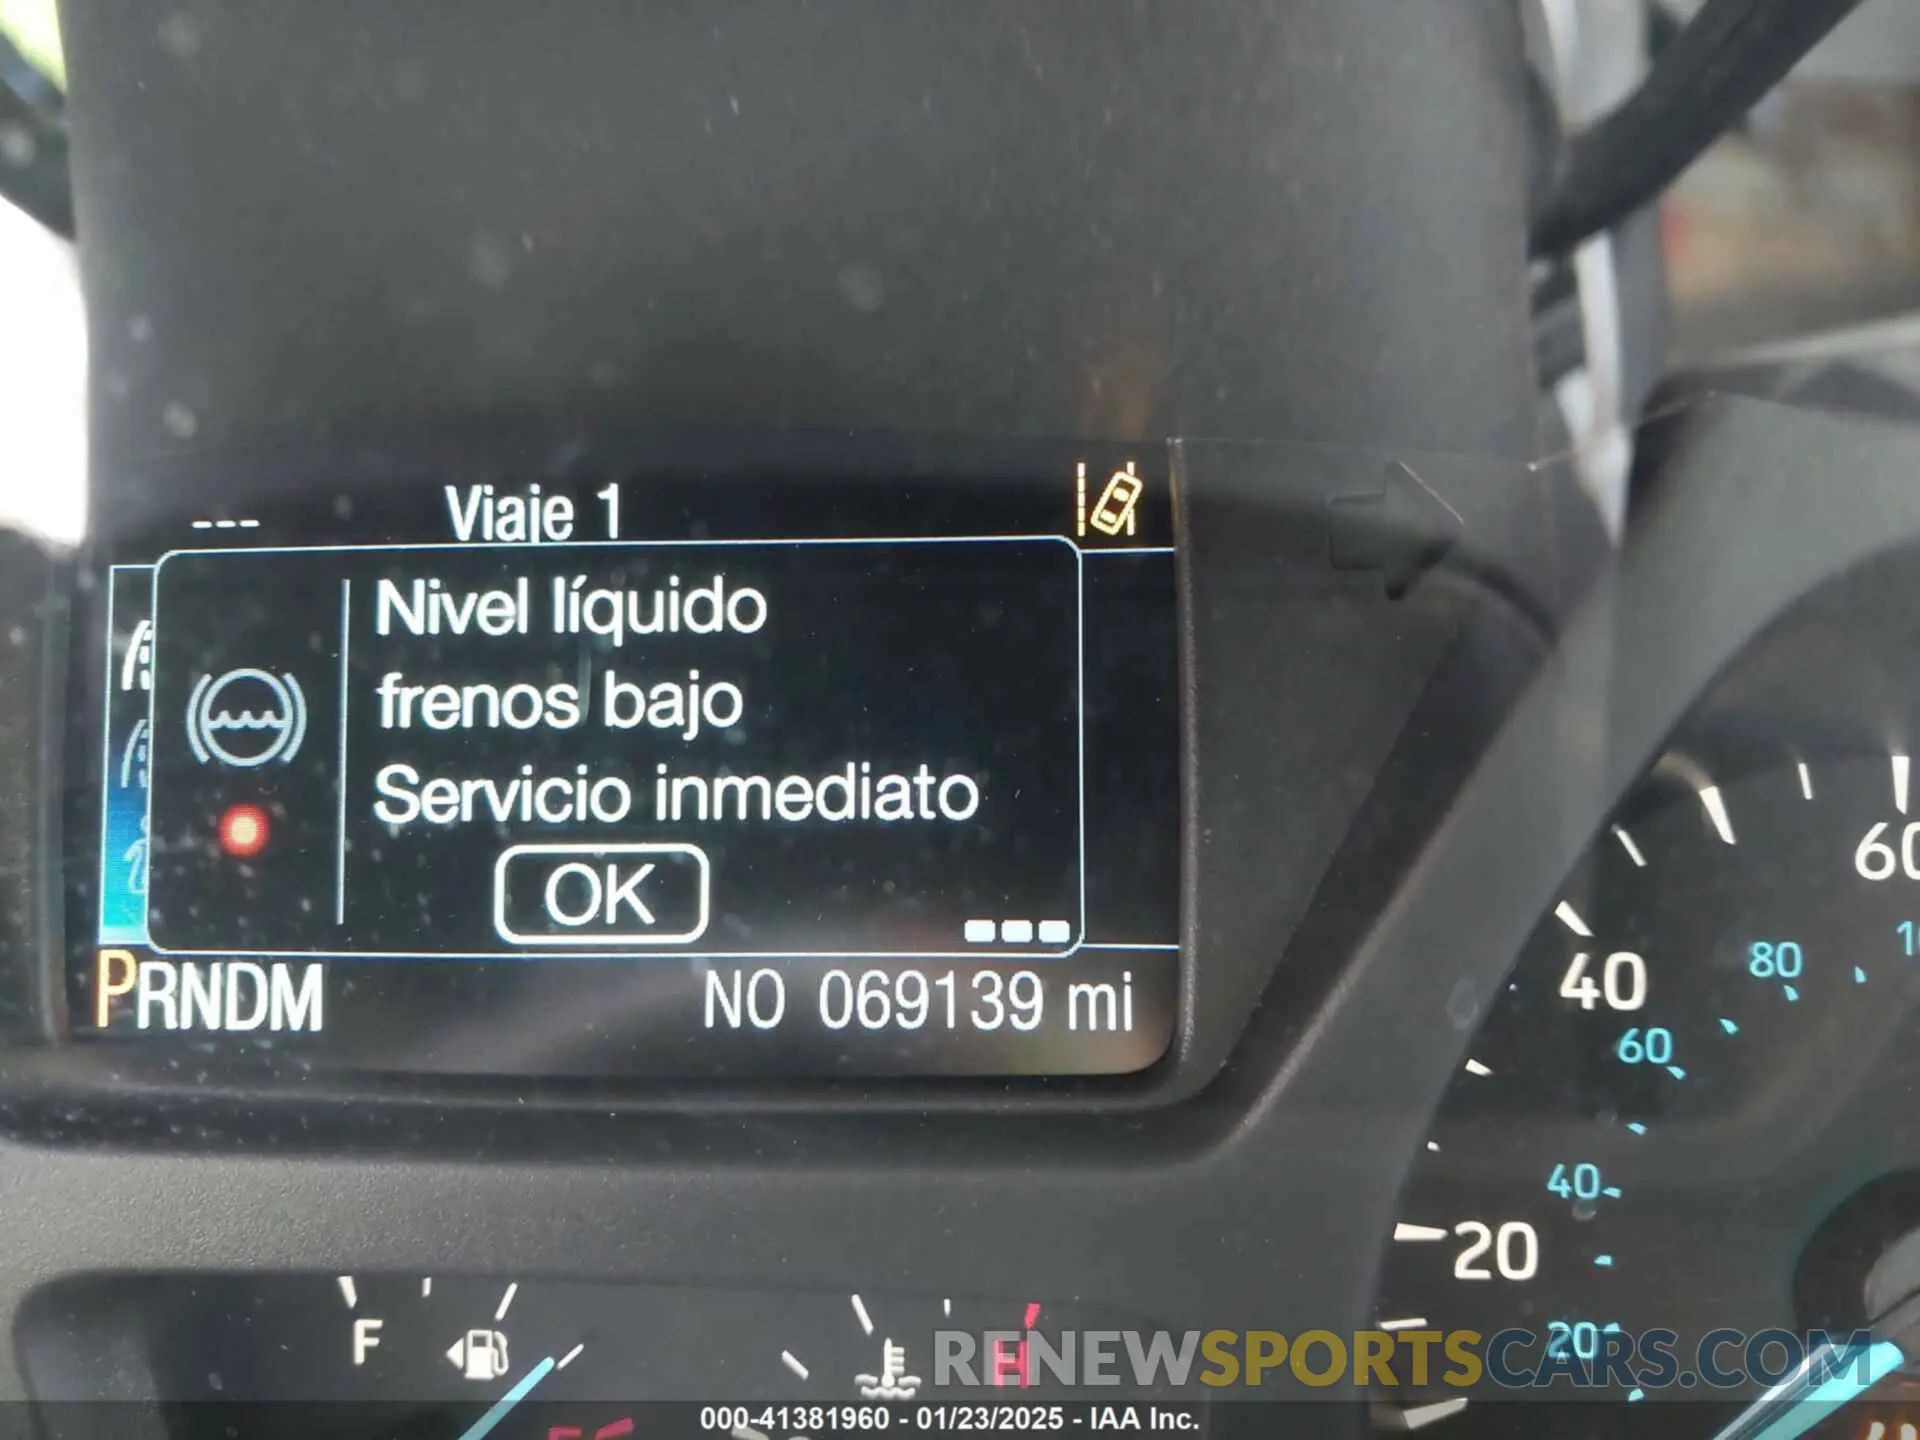 --- Viaje 1
Nivel líquido
frenos bajo
Servicio inmediato
OK
PRNDM NO 069139 mi
60
40
80
60
40
20
20
F
H
RENEWSPORTSCARS.COM
000-41381960 - 01/23/2025 - IAA Inc.